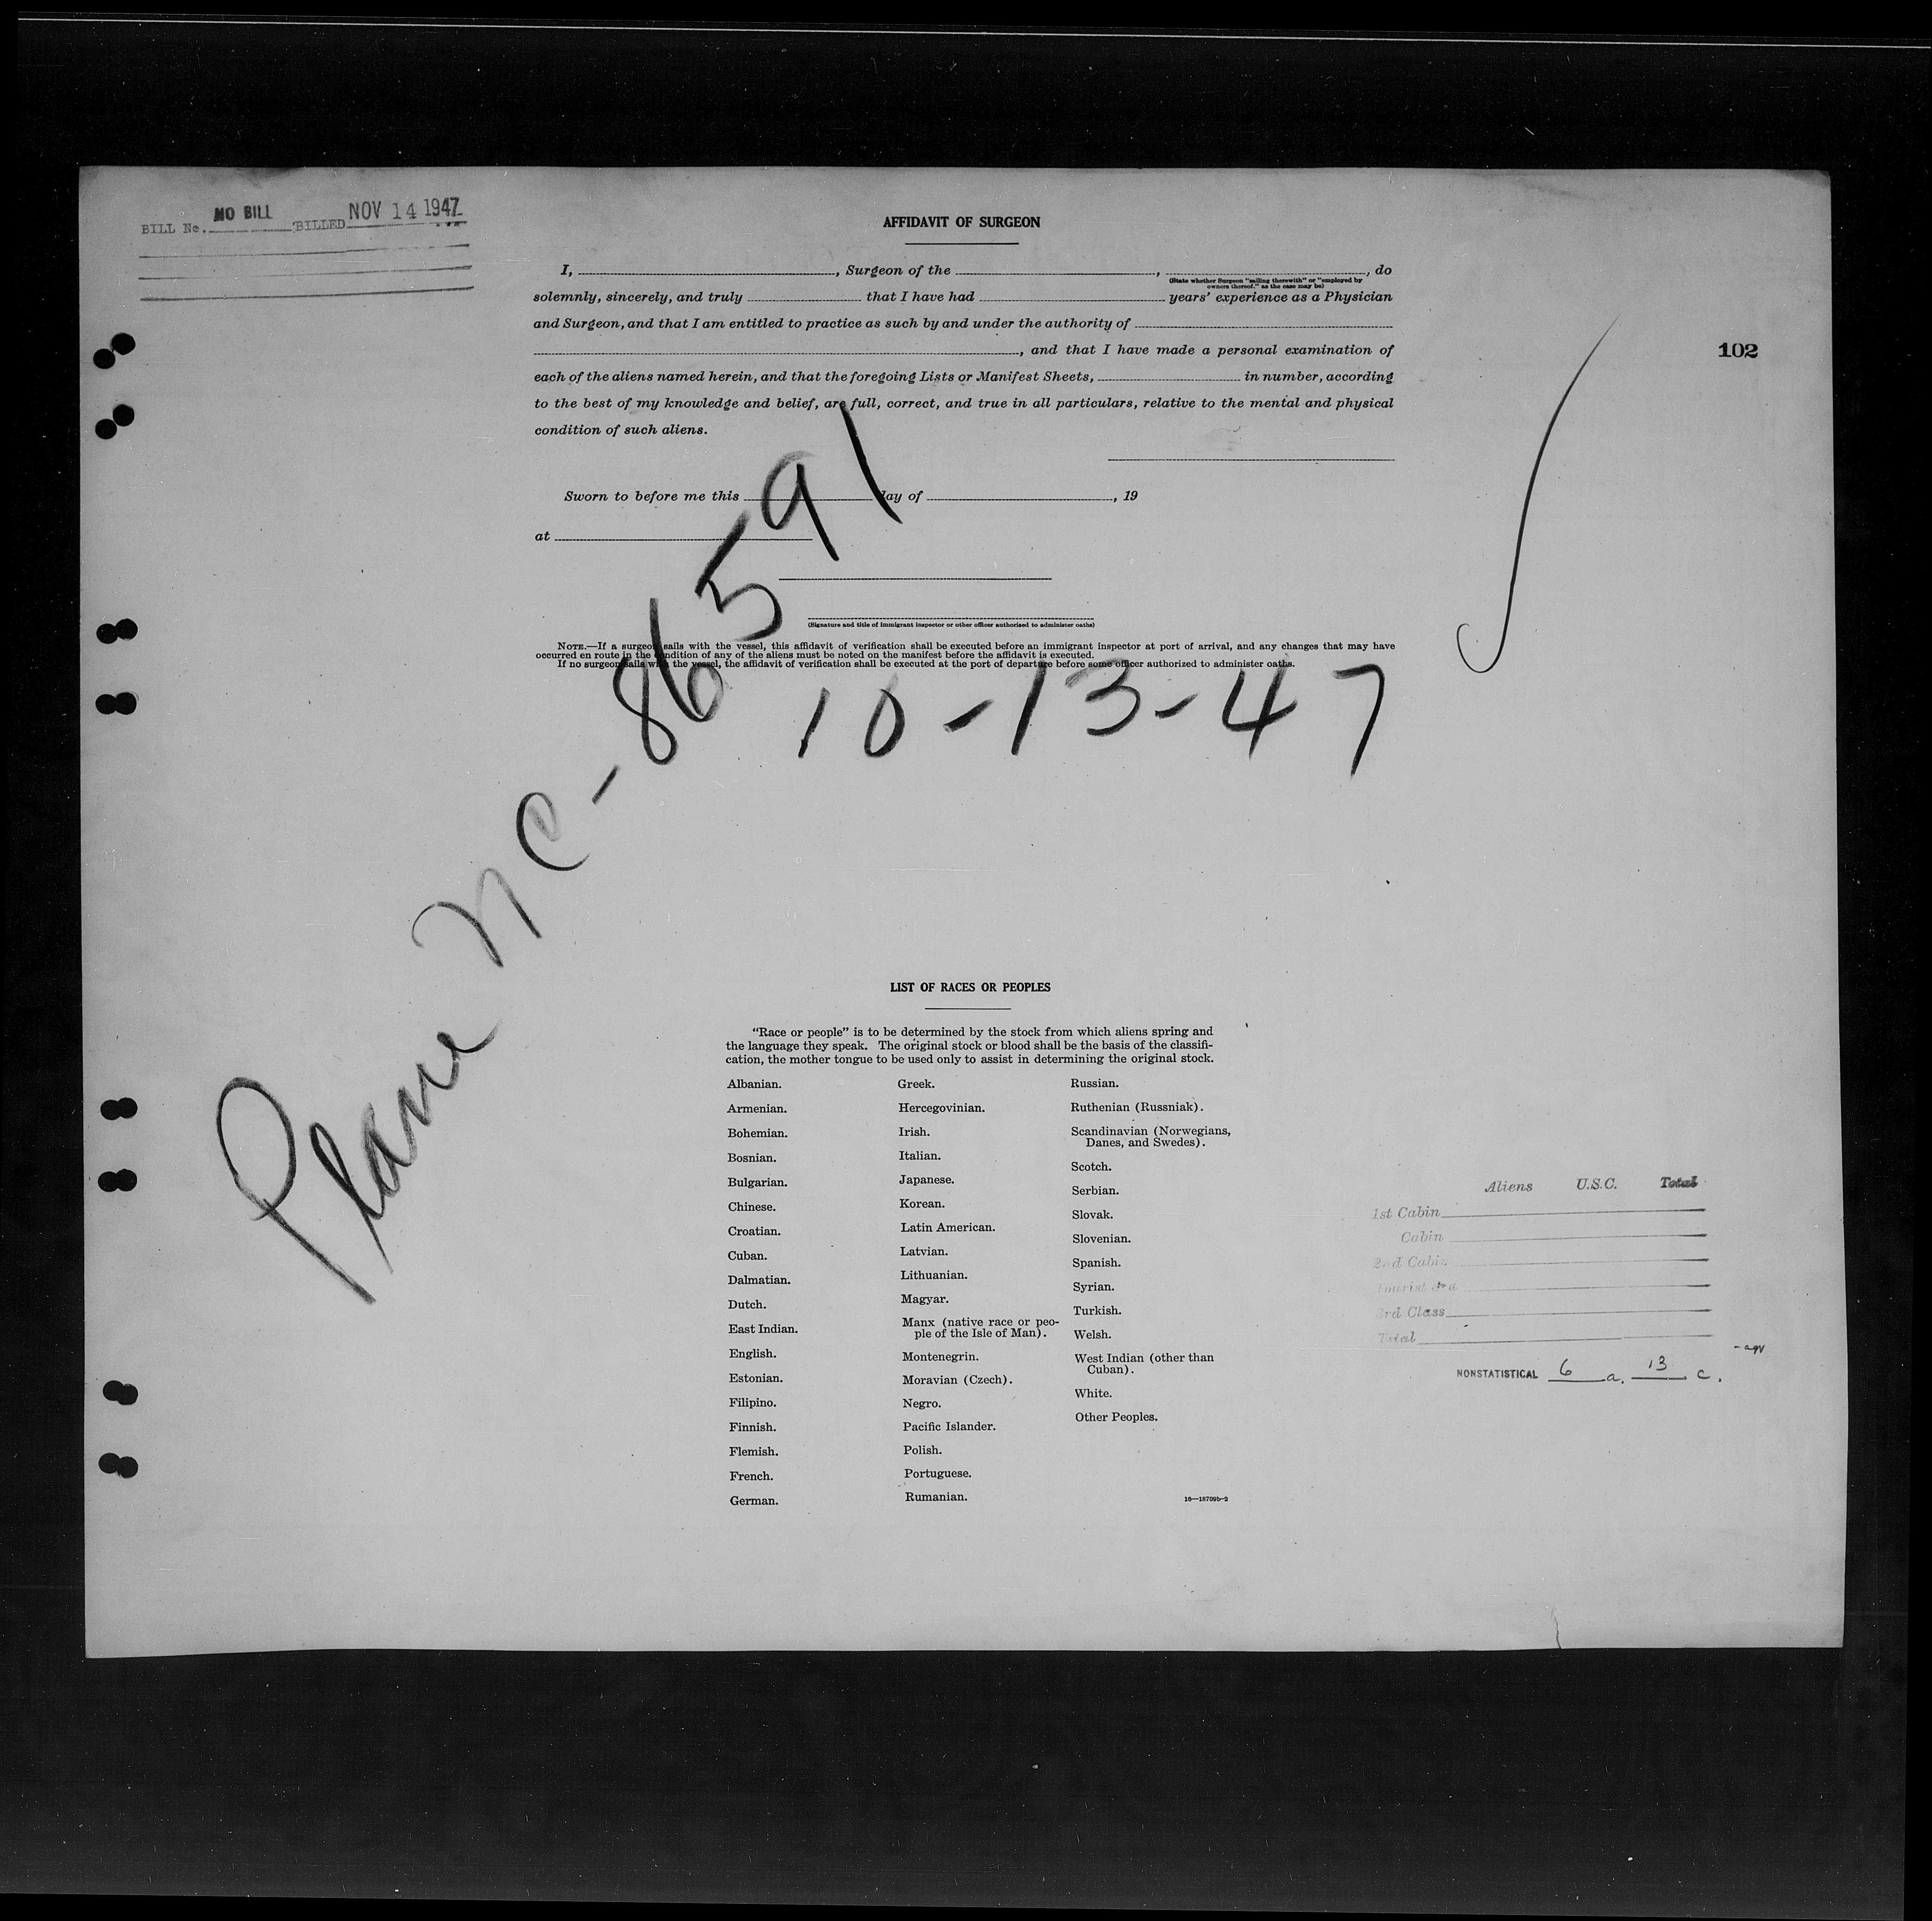 BILL No. NO BILL BILLED NOV 14 1947
AFFIDAVIT OF SURGEON
I, , Surgeon of the , , do
(State whether Surgeon "sailing therewith" or "employed by
owners thereof," as the case may be)
solemnly, sincerely, and truly that I have had years' experience as a Physician
and Surgeon, and that I am entitled to practice as such by and under the authority of
, and that I have made a personal examination of
102
each of the aliens named herein, and that the foregoing Lists or Manifest Sheets, in number, according
to the best of my knowledge and belief, are full, correct, and true in all particulars, relative to the mental and physical
condition of such aliens.
Sworn to before me this day of , 19
at
(Signature and title of immigrant inspector or other officer authorized to administer oaths)
NOTE.—If a surgeon sails with the vessel, this affidavit of verification shall be executed before an immigrant inspector at port of arrival, and any changes that may have
occurred en route in the condition of any of the aliens must be noted on the manifest before the affidavit is executed.
If no surgeon sails with the vessel, the affidavit of verification shall be executed at the port of departure before some officer authorized to administer oaths.
Plane NC-86591
10-13-47
LIST OF RACES OR PEOPLES
"Race or people" is to be determined by the stock from which aliens spring and
the language they speak. The original stock or blood shall be the basis of the classifi-
cation, the mother tongue to be used only to assist in determining the original stock.
Albanian.
Armenian.
Bohemian.
Bosnian.
Bulgarian.
Chinese.
Croatian.
Cuban.
Dalmatian.
Dutch.
East Indian.
English.
Estonian.
Filipino.
Finnish.
Flemish.
French.
German.
Greek.
Hercegovinian.
Irish.
Italian.
Japanese.
Korean.
Latin American.
Latvian.
Lithuanian.
Magyar.
Manx (native race or peo-
ple of the Isle of Man).
Montenegrin.
Moravian (Czech).
Negro.
Pacific Islander.
Polish.
Portuguese.
Rumanian.
Russian.
Ruthenian (Russniak).
Scandinavian (Norwegians,
Danes, and Swedes).
Scotch.
Serbian.
Slovak.
Slovenian.
Spanish.
Syrian.
Turkish.
Welsh.
West Indian (other than
Cuban).
White.
Other Peoples.
16—18709b-2
Aliens U.S.C. Total
1st Cabin
Cabin
2nd Cabin
Tourist 3rd
3rd Class
Total
NONSTATISTICAL 6 a. 13 c.